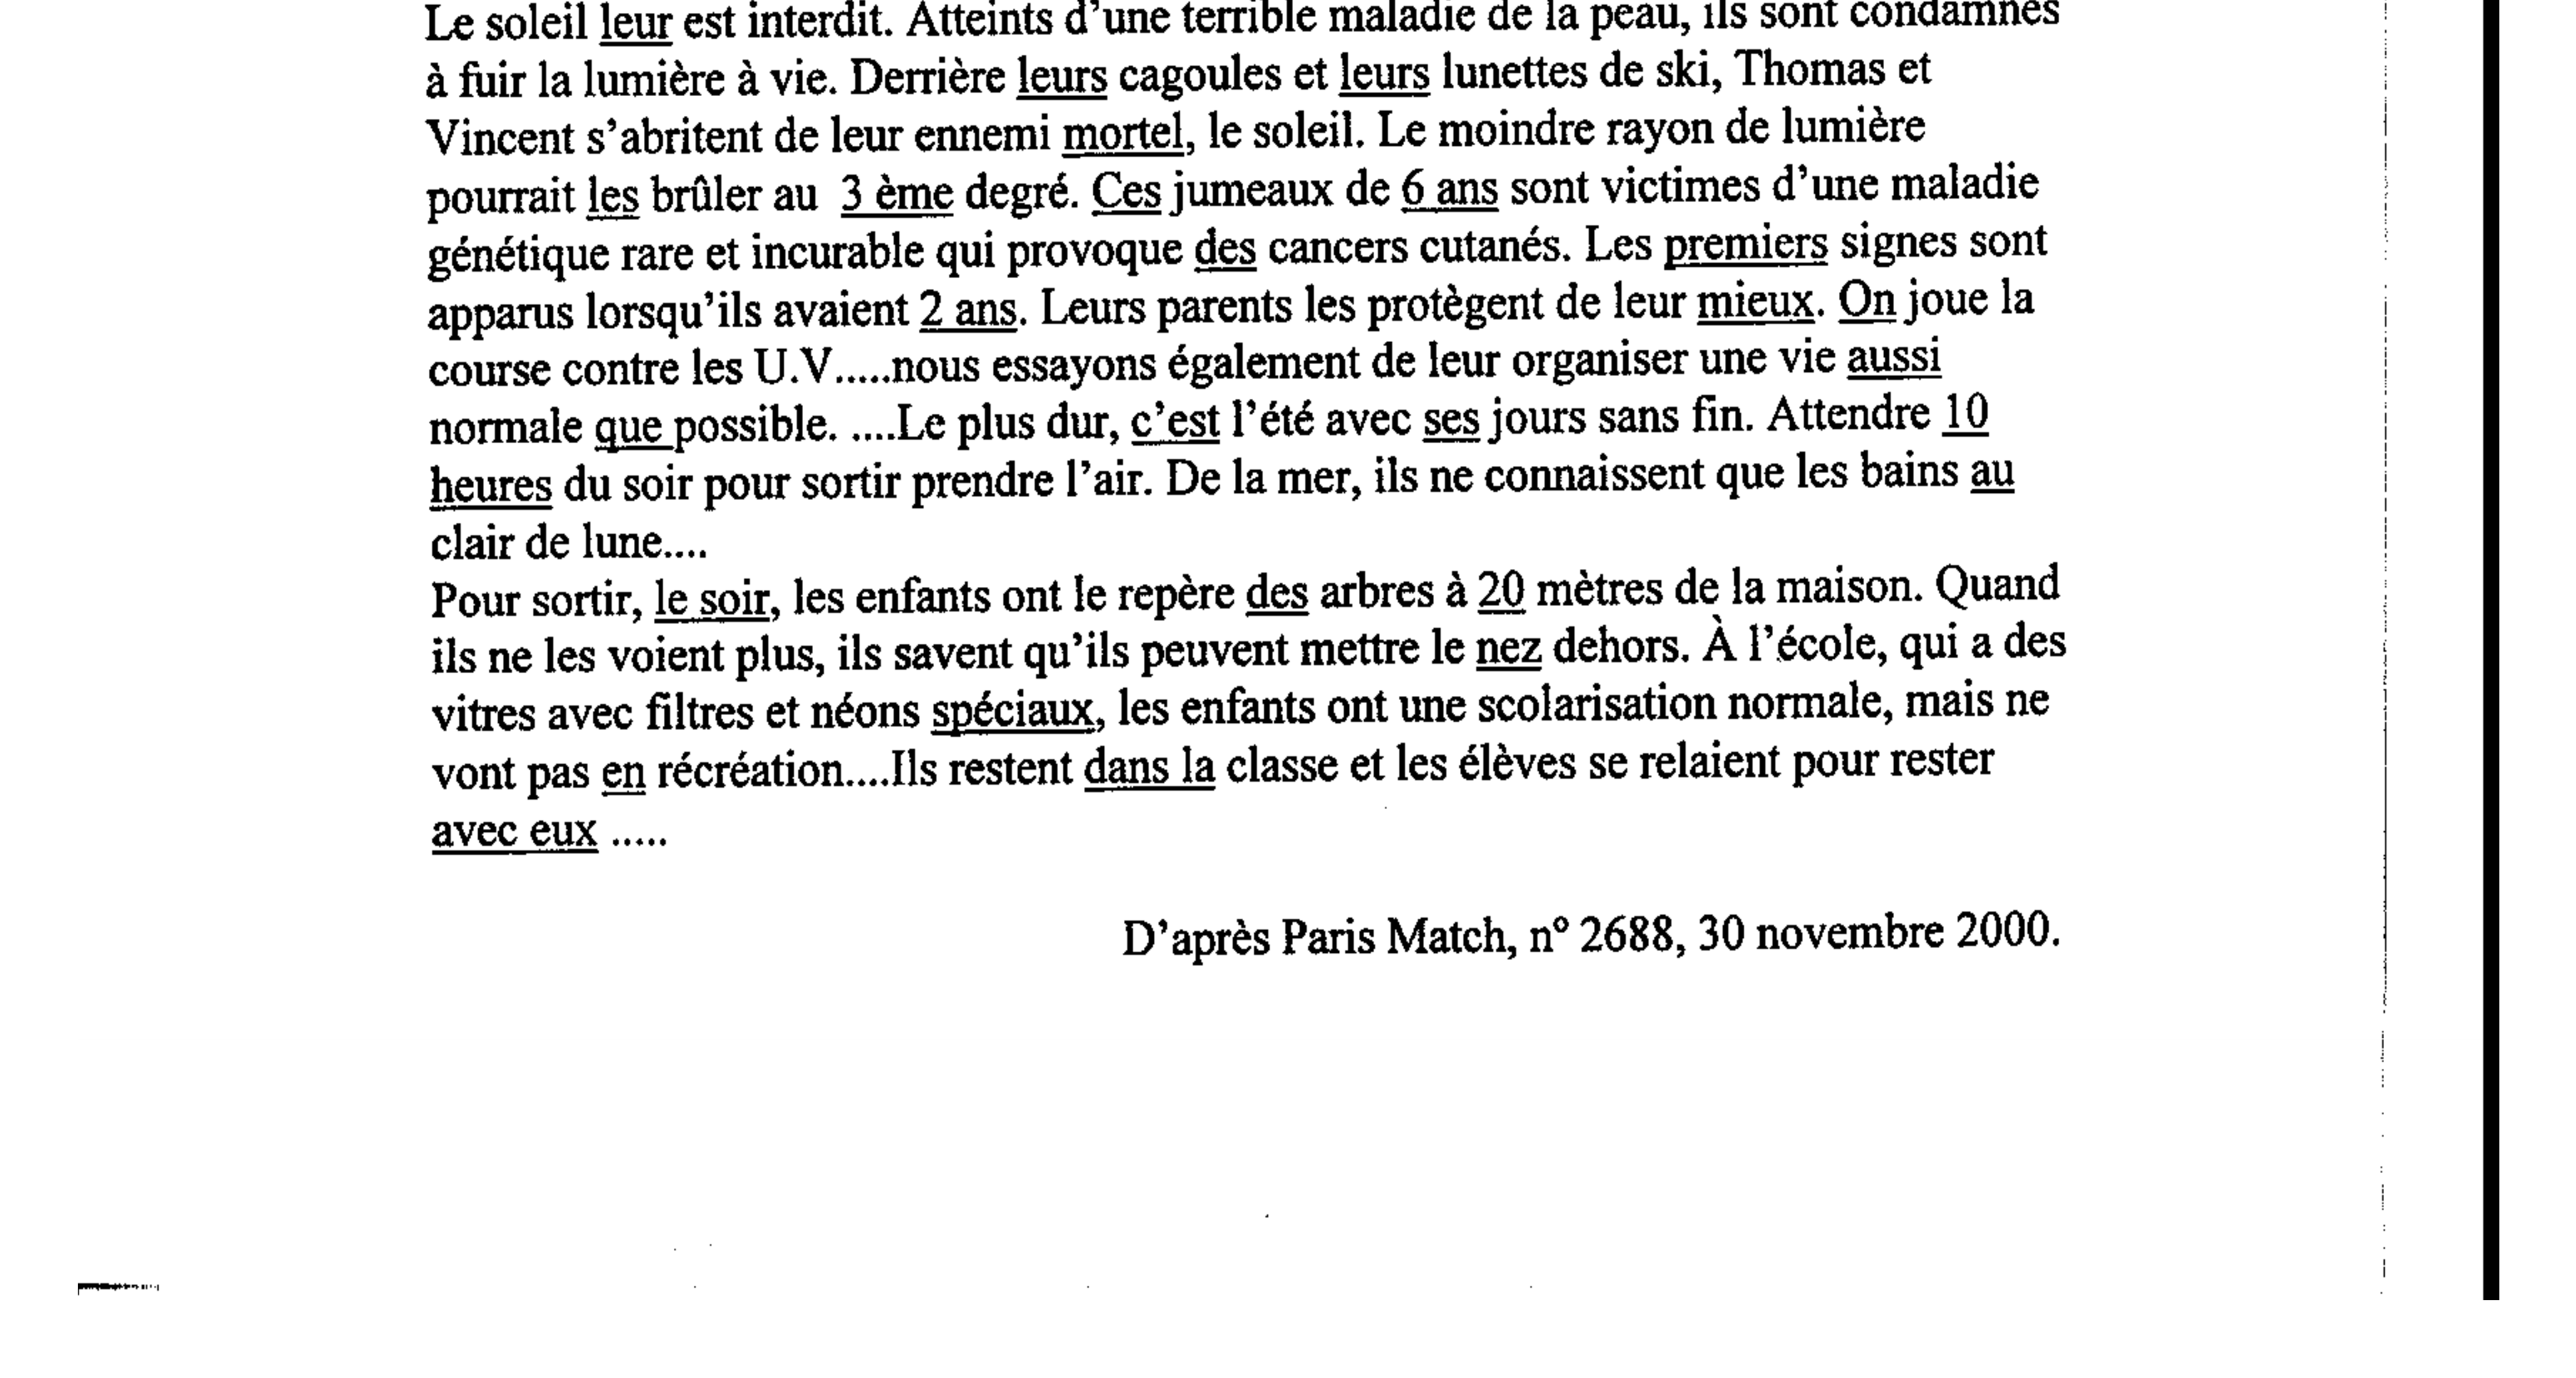 Le soleil leur est interdit. Atteints d'une terrible maladie de la peau, ils sont condamnés
à fuir la lumière à vie. Derrière leurs cagoules et leurs lunettes de ski, Thomas et
Vincent s'abritent de leur ennemi mortel, le soleil. Le moindre rayon de lumière
pourrait les brûler au 3 ème degré. Ces jumeaux de 6 ans sont victimes d'une maladie
génétique rare et incurable qui provoque des cancers cutanés. Les premiers signes sont
apparus lorsqu'ils avaient 2 ans. Leurs parents les protègent de leur mieux. On joue la
course contre les U.V.....nous essayons également de leur organiser une vie aussi
normale que possible. ....Le plus dur, c'est l'été avec ses jours sans fin. Attendre 10
heures du soir pour sortir prendre l'air. De la mer, ils ne connaissent que les bains au
clair de lune....
Pour sortir, le soir, les enfants ont le repère des arbres à 20 mètres de la maison. Quand
ils ne les voient plus, ils savent qu'ils peuvent mettre le nez dehors. À l'école, qui a des
vitres avec filtres et néons spéciaux, les enfants ont une scolarisation normale, mais ne
vont pas en récréation....Ils restent dans la classe et les élèves se relaient pour rester
avec eux .....
D'après Paris Match, nº 2688, 30 novembre 2000.